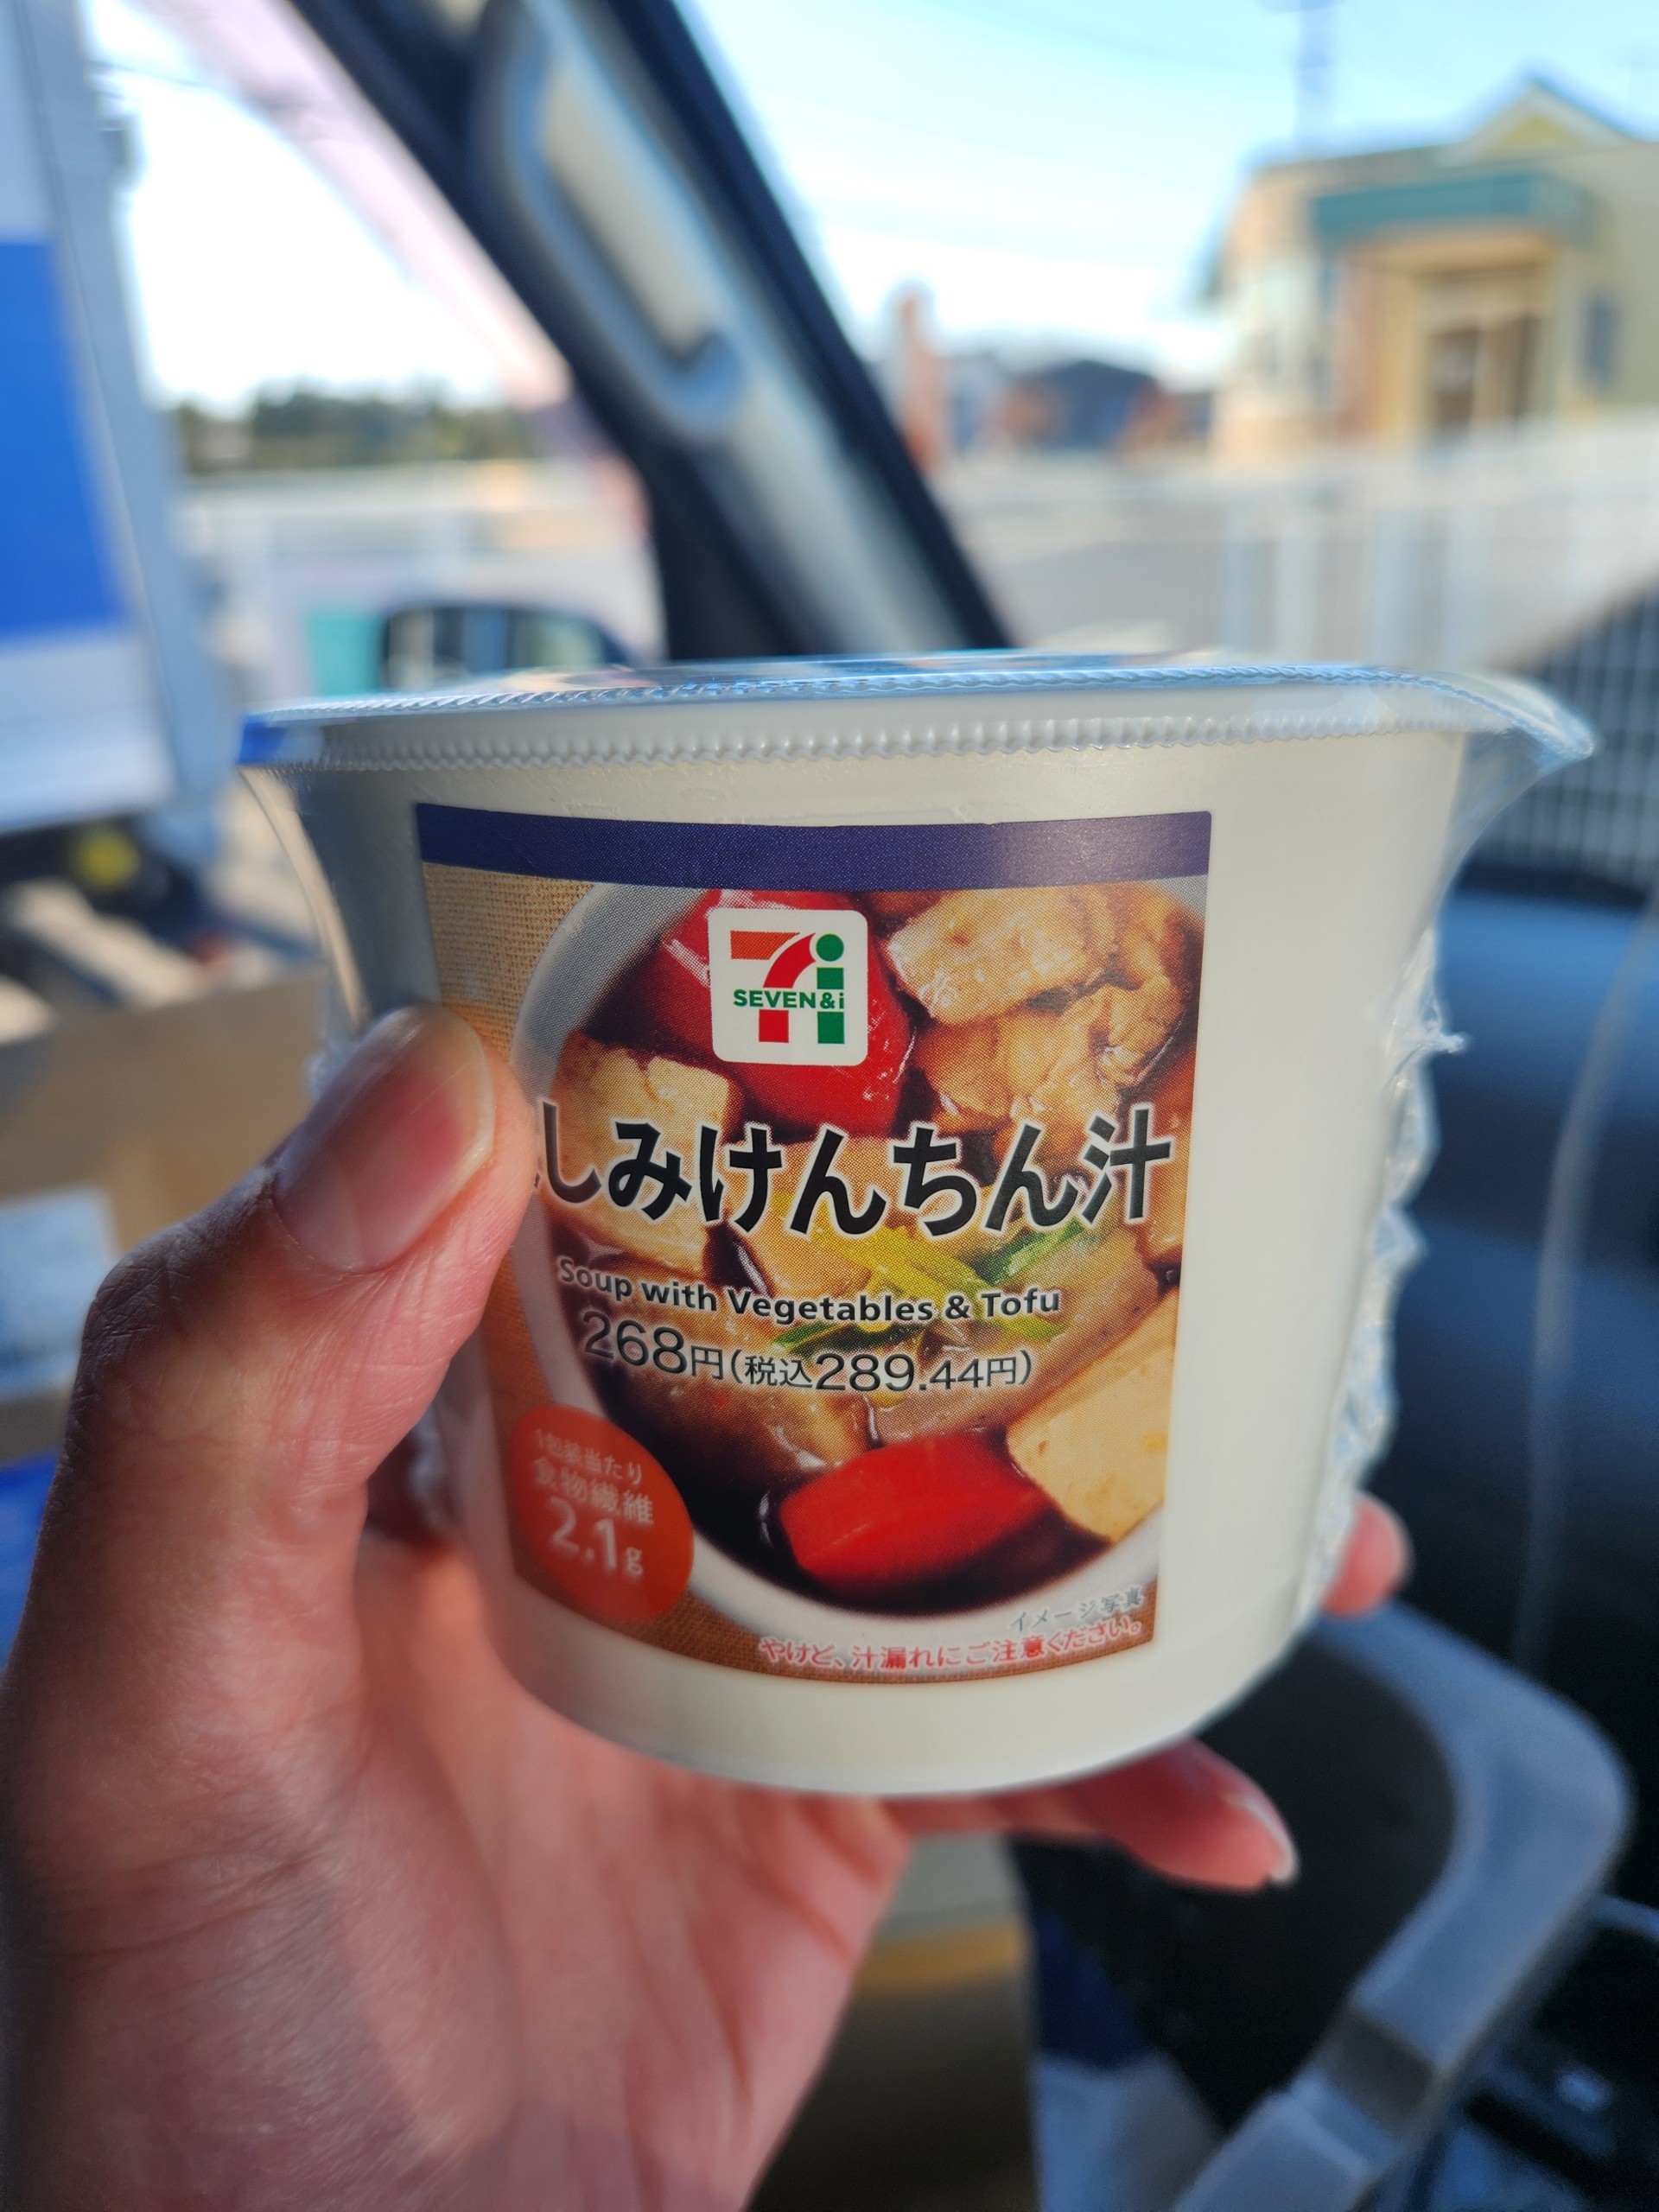 SEVEN&i
しみけんちん汁
Soup with Vegetables & Tofu
268円(税込289.44円)
1包装当たり
食物繊維
2.1g
イメージ写真
やけど、汁漏れにご注意ください。